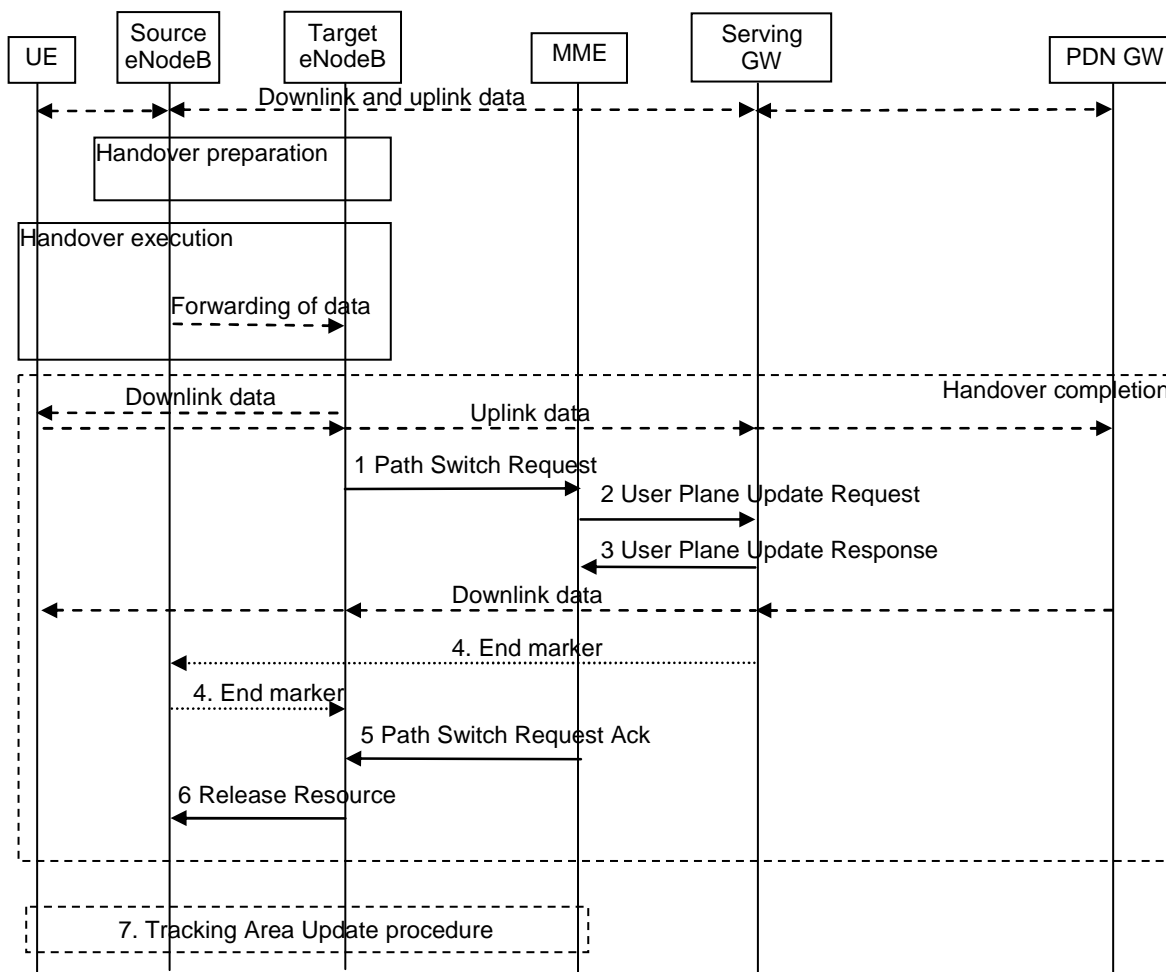 UE
Source
eNodeB
Target
eNodeB
MME
Serving
GW
PDN GW
Downlink and uplink data
Handover preparation
Handover execution
Forwarding of data
Handover completion
Downlink data
Uplink data
1 Path Switch Request
2 User Plane Update Request
3 User Plane Update Response
Downlink data
4. End marker
4. End marker
5 Path Switch Request Ack
6 Release Resource
7. Tracking Area Update procedure